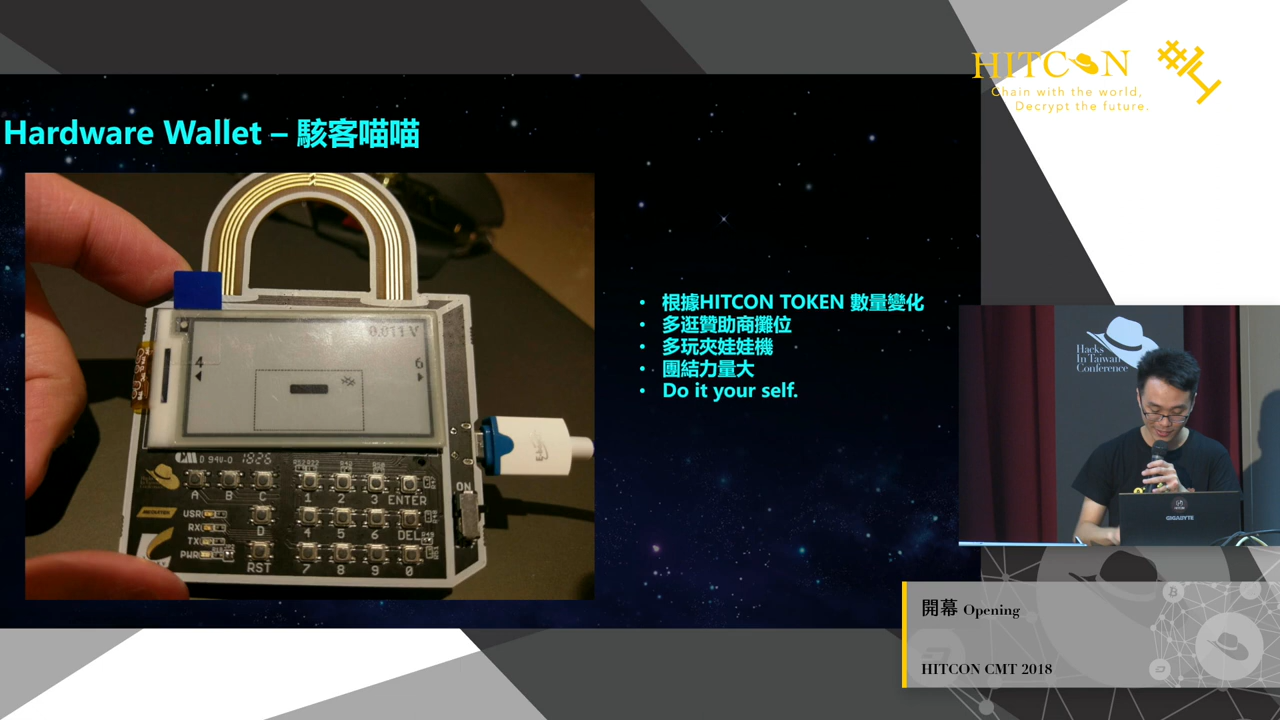 HITCON #14
Chain with the world,
Decrypt the future.
Hardware Wallet – 駭客喵喵
0.011 V
4
6
94V-0 1826
A B C 1 2 3 ENTER
ON
USR
RX
TX
PWR
D 4 5 6 DEL
RST 7 8 9 0
• 根據HITCON TOKEN 數量變化
• 多逛贊助商攤位
• 多玩夾娃娃機
• 團結力量大
• Do it your self.
Hacks
In Taiwan
Conference
GIGABYTE
開幕 Opening
HITCON CMT 2018